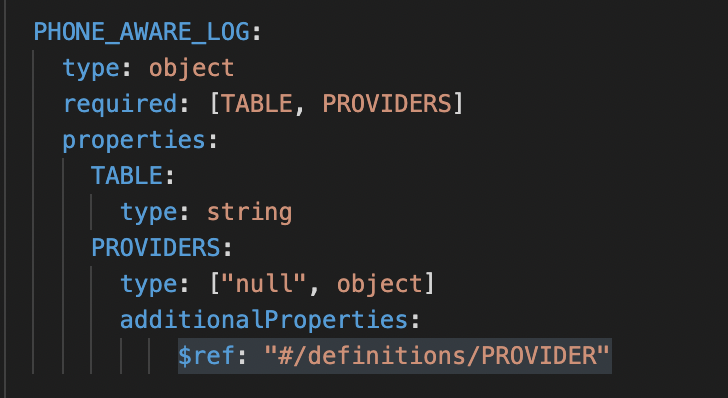 PHONE_AWARE_LOG:
  type: object
  required: [TABLE, PROVIDERS]
  properties:
    TABLE:
      type: string
    PROVIDERS:
      type: ["null", object]
      additionalProperties:
          $ref: "#/definitions/PROVIDER"